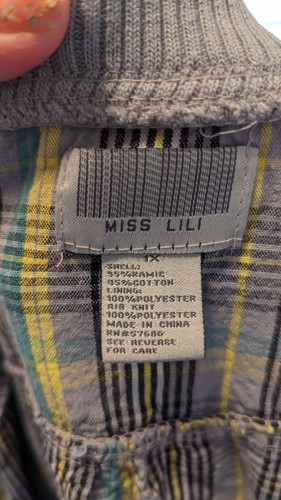 MISS LILI
1X
SHELL:
55%RAMIE
45%COTTON
LINING:
100%POLYESTER
RIB KNIT
100%POLYESTER
MADE IN CHINA
RN#57686
SEE REVERSE
FOR CARE